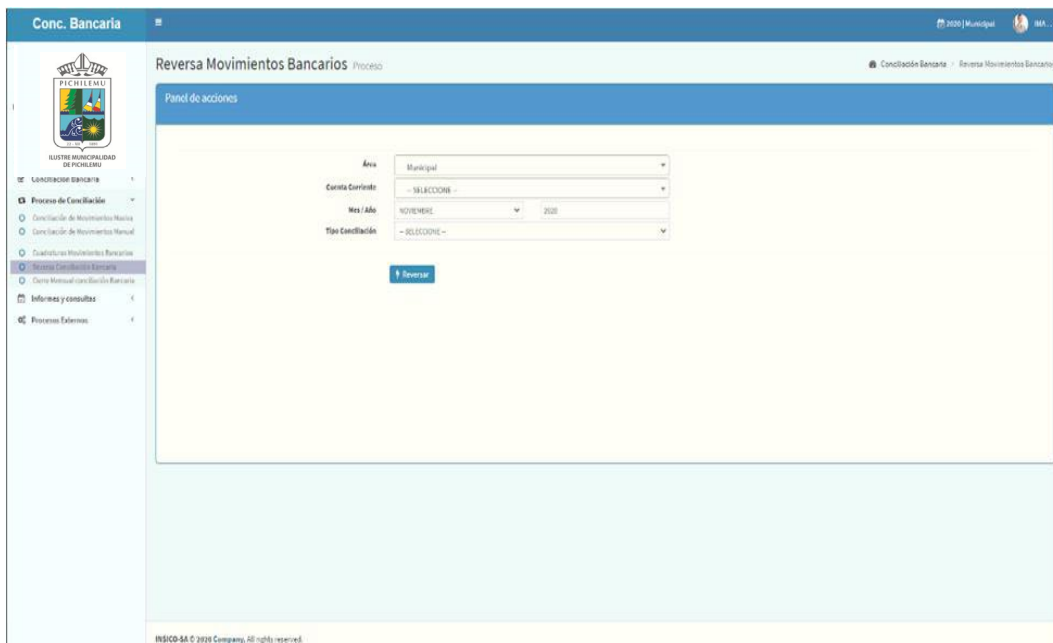 Conc. Bancaria
2020 | Municipal
IMA...
PICHILEMU
ILUSTRE MUNICIPALIDAD
DE PICHILEMU
Conciliación Bancaria
Proceso de Conciliación
Conciliación de Movimientos Masiva
Conciliación de Movimientos Manual
Cuadraturas Movimientos Bancarios
Reversa Conciliación Bancaria
Cierre Mensual conciliación Bancaria
Informes y consultas
Procesos Externos
Reversa Movimientos Bancarios Proceso
Conciliación Bancaria > Reversa Movimientos Bancarios
Panel de acciones
Área
Municipal
Cuenta Corriente
-- SELECCIONE --
Mes / Año
NOVIEMBRE
2020
Tipo Conciliación
-- SELECCIONE --
Reversar
INSICO-SA © 2020 Company. All rights reserved.